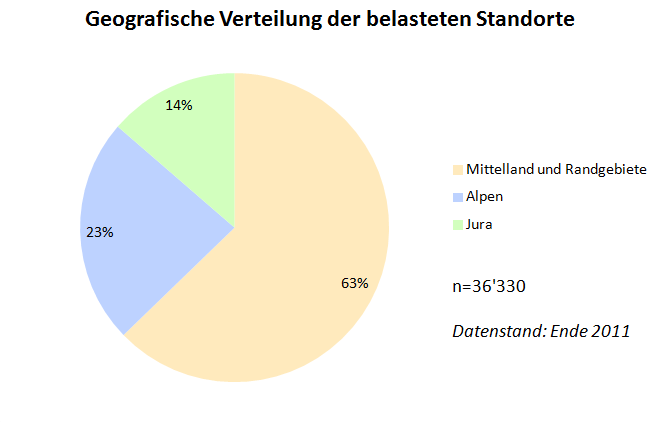 Geografische Verteilung der belasteten Standorte
14%
23%
63%
Mittelland und Randgebiete
Alpen
Jura
n=36'330
Datenstand: Ende 2011